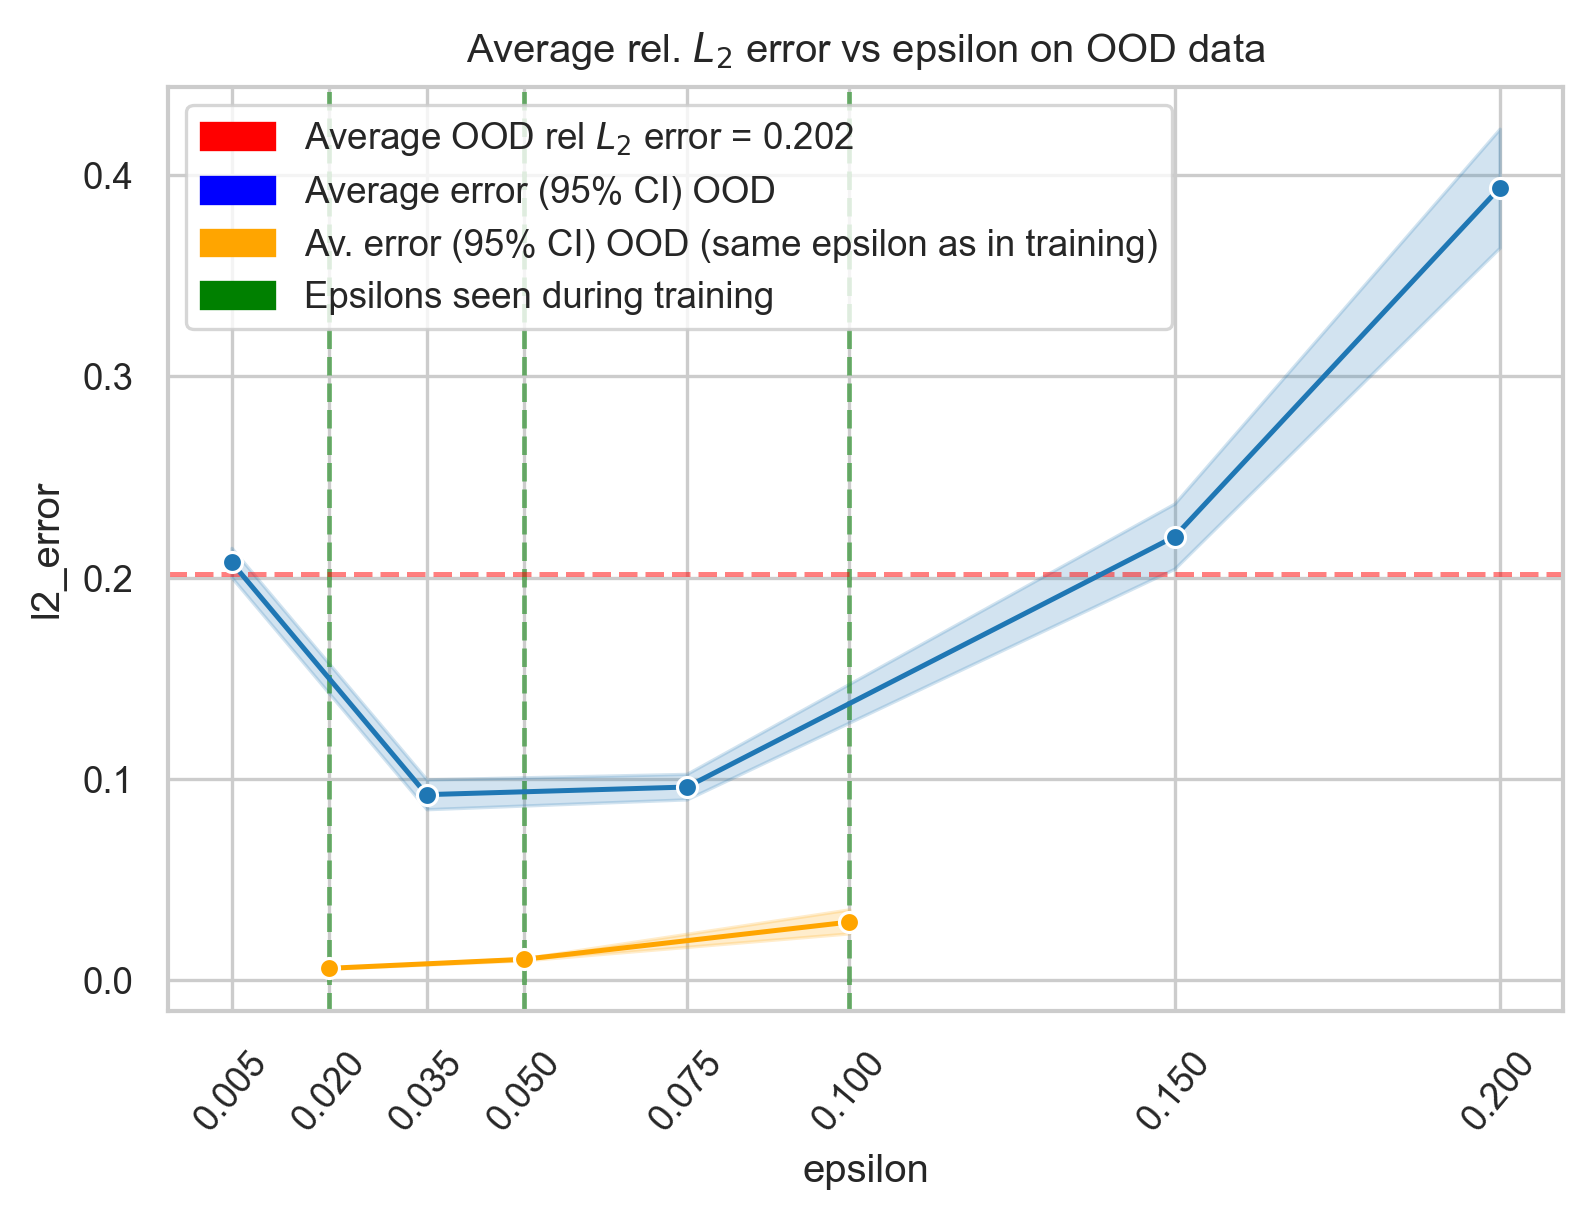 Average rel. L₂ error vs epsilon on OOD data
Average OOD rel L₂ error = 0.202
Average error (95% CI) OOD
Av. error (95% CI) OOD (same epsilon as in training)
Epsilons seen during training
0.4
0.3
0.2
0.1
0.0
l2_error
0.005
0.020
0.035
0.050
0.075
0.100
0.150
0.200
epsilon